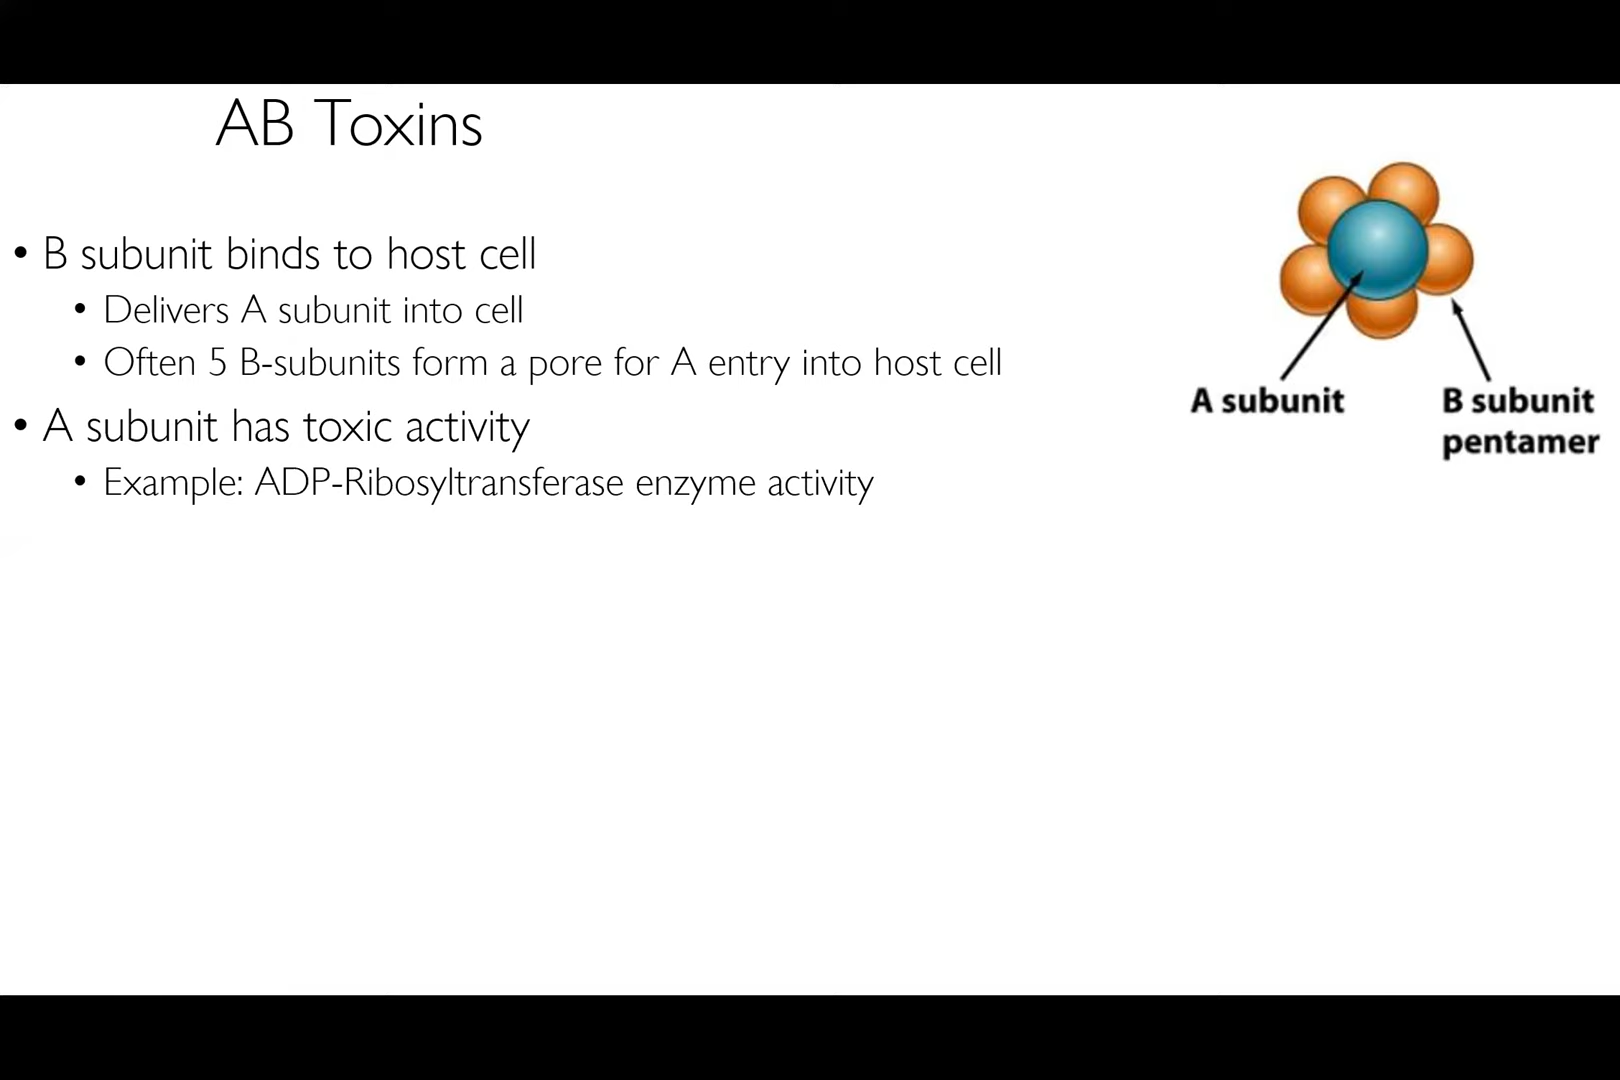 AB Toxins
• B subunit binds to host cell
• Delivers A subunit into cell
• Often 5 B-subunits form a pore for A entry into host cell
• A subunit has toxic activity
• Example: ADP-Ribosyltransferase enzyme activity
A subunit
B subunit
pentamer